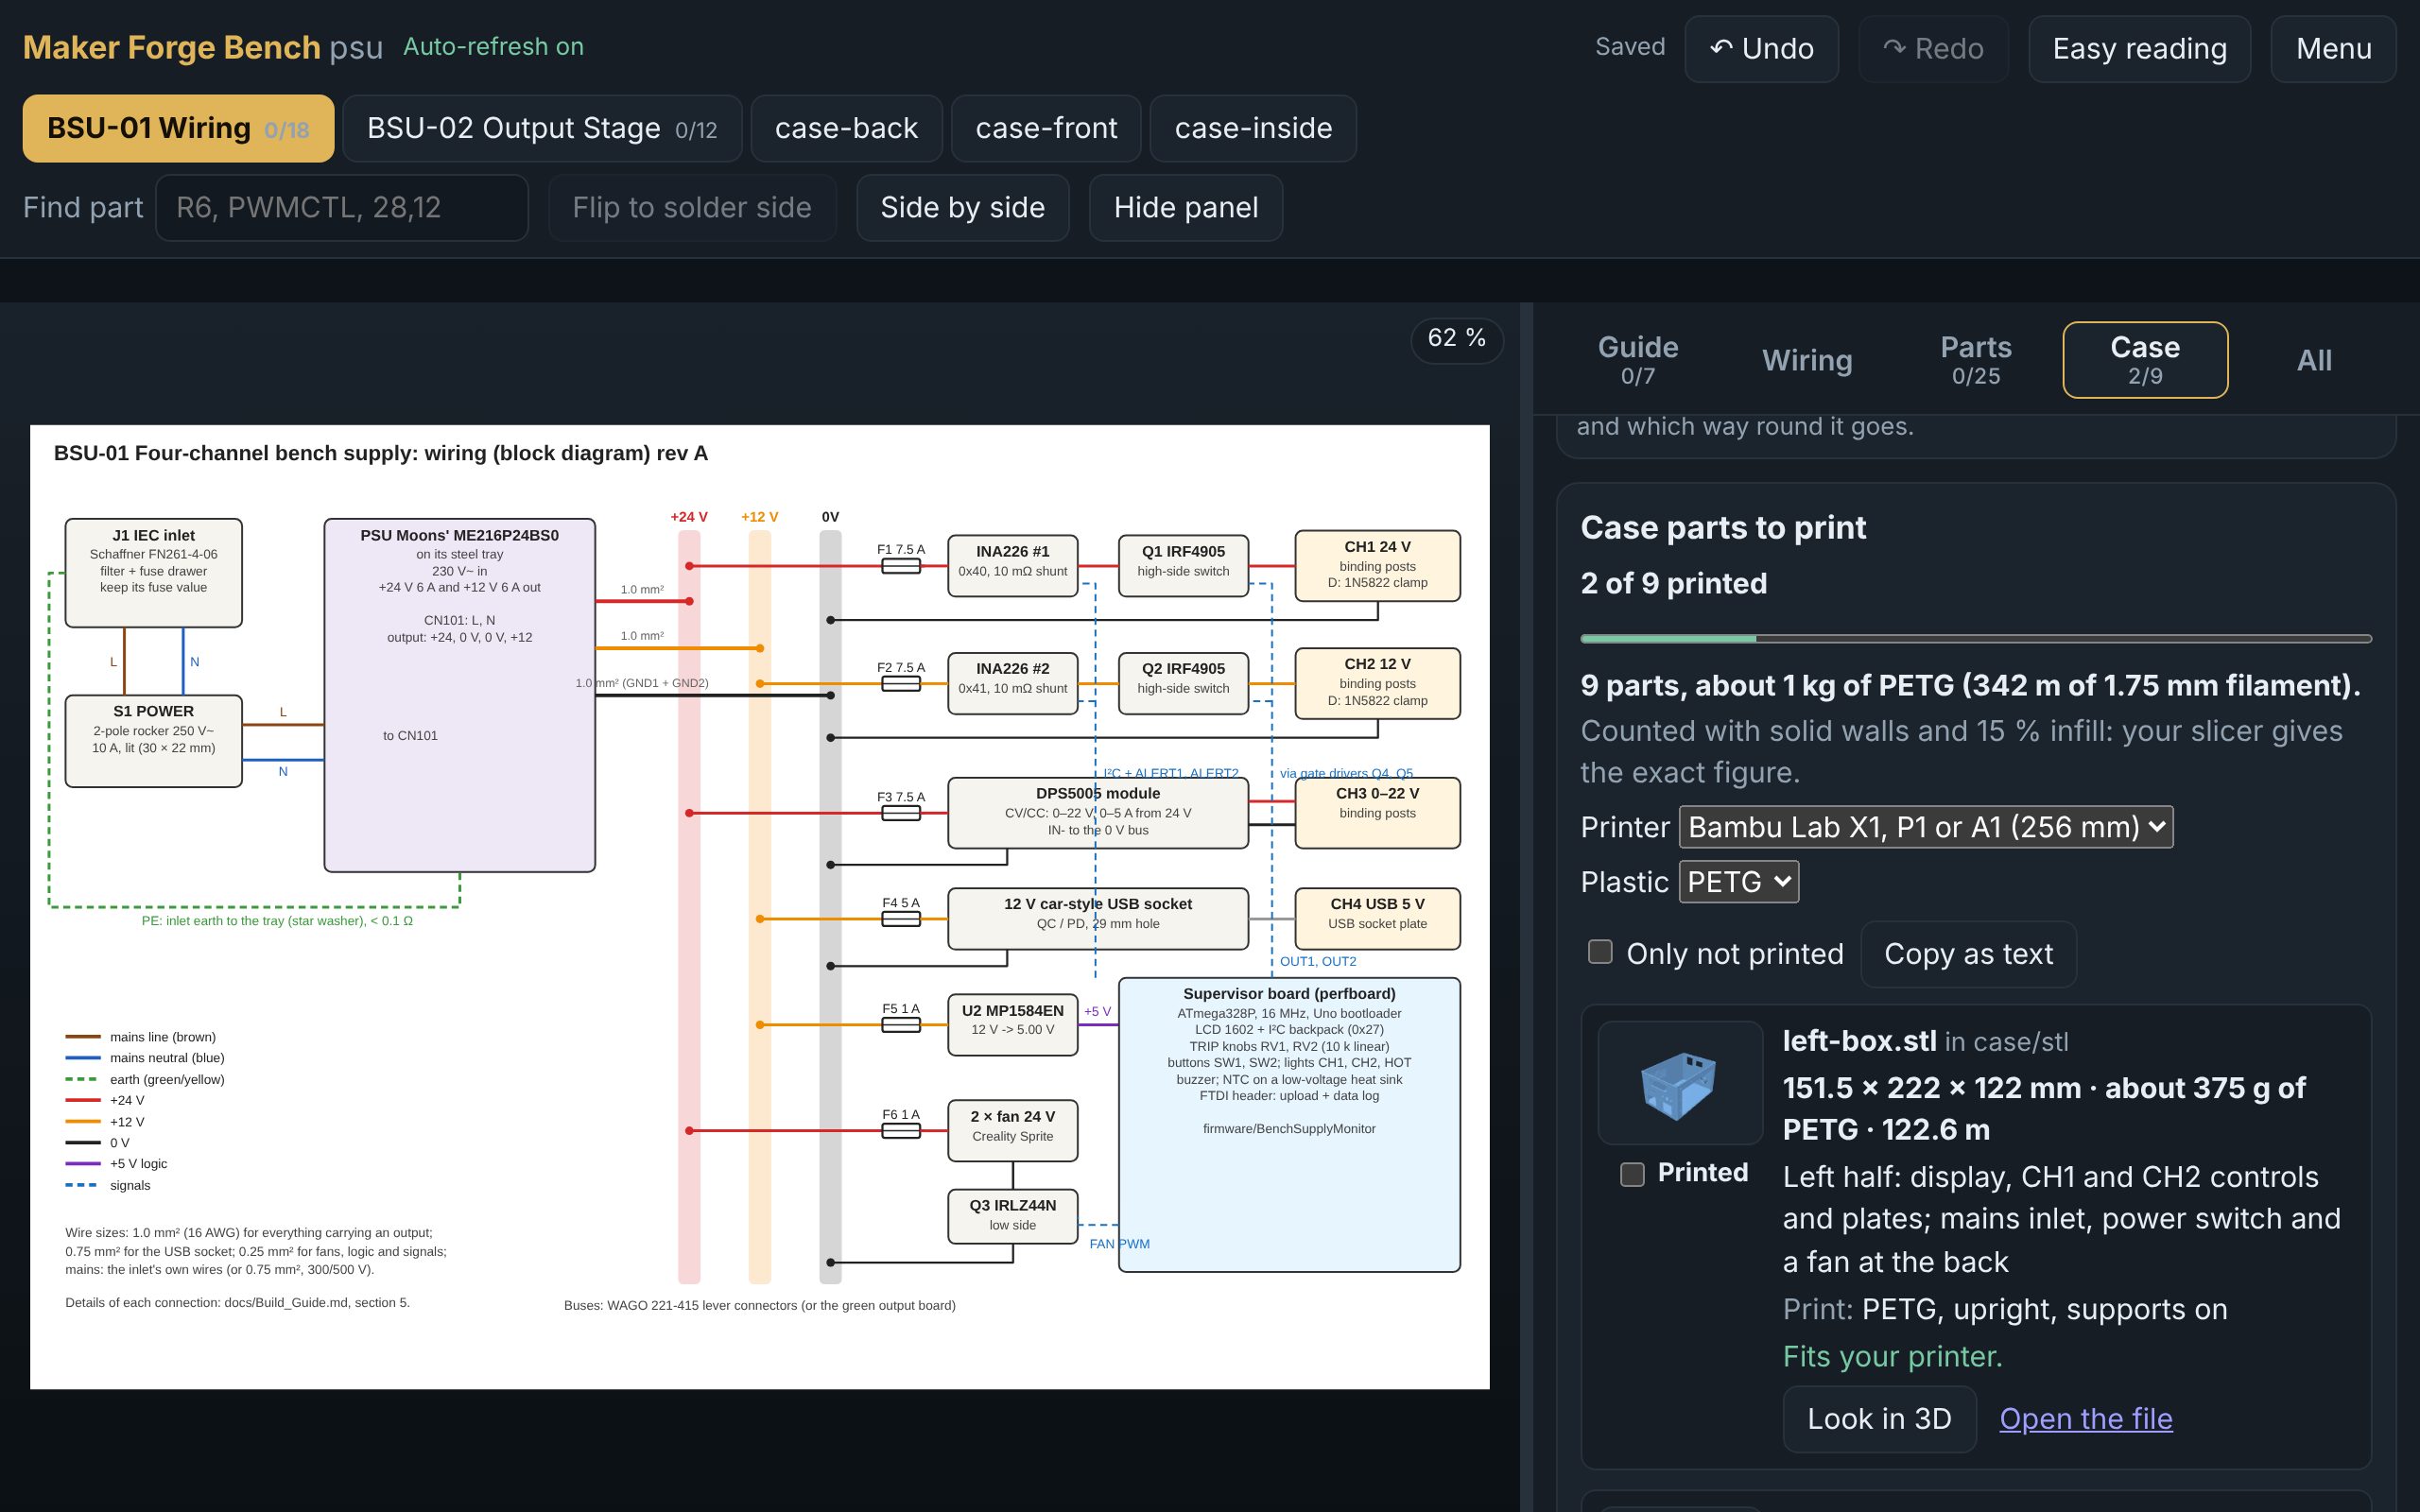 Maker Forge Bench psu Auto-refresh on
Saved ↶ Undo ↷ Redo Easy reading Menu
BSU-01 Wiring 0/18 BSU-02 Output Stage 0/12 case-back case-front case-inside
Find part R6, PWMCTL, 28,12 Flip to solder side Side by side Hide panel
62 %
BSU-01 Four-channel bench supply: wiring (block diagram) rev A
J1 IEC inlet
Schaffner FN261-4-06
filter + fuse drawer
keep its fuse value
L N
S1 POWER
2-pole rocker 250 V~
10 A, lit (30 × 22 mm)
L
N
PSU Moons' ME216P24BS0
on its steel tray
230 V~ in
+24 V 6 A and +12 V 6 A out
CN101: L, N
output: +24, 0 V, 0 V, +12
to CN101
PE: inlet earth to the tray (star washer), < 0.1 Ω
+24 V +12 V 0V
1.0 mm²
1.0 mm²
1.0 mm² (GND1 + GND2)
F1 7.5 A
INA226 #1
0x40, 10 mΩ shunt
Q1 IRF4905
high-side switch
CH1 24 V
binding posts
D: 1N5822 clamp
F2 7.5 A
INA226 #2
0x41, 10 mΩ shunt
Q2 IRF4905
high-side switch
CH2 12 V
binding posts
D: 1N5822 clamp
I²C + ALERT1, ALERT2 via gate drivers Q4, Q5
F3 7.5 A
DPS5005 module
CV/CC: 0–22 V, 0–5 A from 24 V
IN- to the 0 V bus
CH3 0–22 V
binding posts
F4 5 A
12 V car-style USB socket
QC / PD, 29 mm hole
CH4 USB 5 V
USB socket plate
OUT1, OUT2
F5 1 A
U2 MP1584EN
12 V -> 5.00 V
+5 V
Supervisor board (perfboard)
ATmega328P, 16 MHz, Uno bootloader
LCD 1602 + I²C backpack (0x27)
TRIP knobs RV1, RV2 (10 k linear)
buttons SW1, SW2; lights CH1, CH2, HOT
buzzer; NTC on a low-voltage heat sink
FTDI header: upload + data log
firmware/BenchSupplyMonitor
F6 1 A
2 × fan 24 V
Creality Sprite
Q3 IRLZ44N
low side
FAN PWM
mains line (brown)
mains neutral (blue)
earth (green/yellow)
+24 V
+12 V
0 V
+5 V logic
signals
Wire sizes: 1.0 mm² (16 AWG) for everything carrying an output;
0.75 mm² for the USB socket; 0.25 mm² for fans, logic and signals;
mains: the inlet's own wires (or 0.75 mm², 300/500 V).
Details of each connection: docs/Build_Guide.md, section 5.
Buses: WAGO 221-415 lever connectors (or the green output board)
Guide Wiring Parts Case All
0/7 0/25 2/9
and which way round it goes.
Case parts to print
2 of 9 printed
9 parts, about 1 kg of PETG (342 m of 1.75 mm filament).
Counted with solid walls and 15 % infill: your slicer gives
the exact figure.
Printer Bambu Lab X1, P1 or A1 (256 mm)
Plastic PETG
Only not printed Copy as text
left-box.stl in case/stl
151.5 × 222 × 122 mm · about 375 g of
PETG · 122.6 m
Printed
Left half: display, CH1 and CH2 controls
and plates; mains inlet, power switch and
a fan at the back
Print: PETG, upright, supports on
Fits your printer.
Look in 3D Open the file